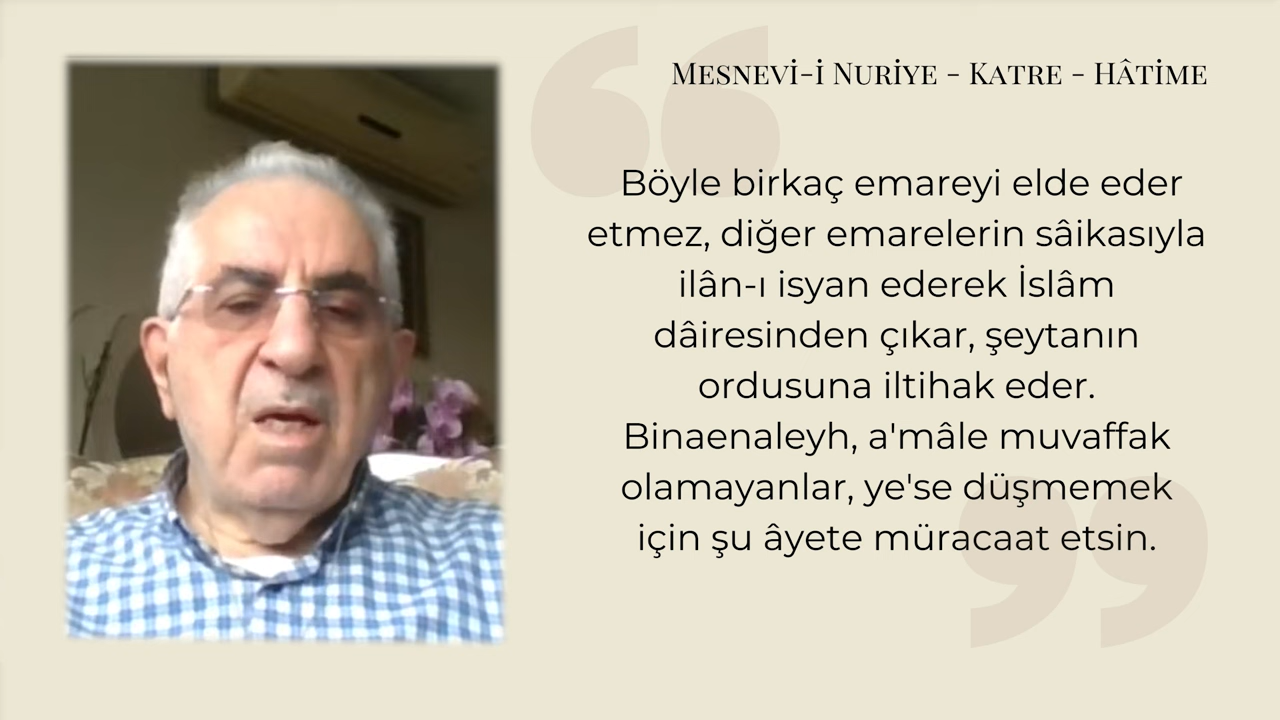 Mesnevi-i Nuriye - Katre - Hâtime
Böyle birkaç emareyi elde eder
etmez, diğer emarelerin sâikasıyla
ilân-ı isyan ederek İslâm
dâiresinden çıkar, şeytanın
ordusuna iltihak eder.
Binaenaleyh, a'mâle muvaffak
olamayanlar, ye'se düşmemek
için şu âyete müracaat etsin.